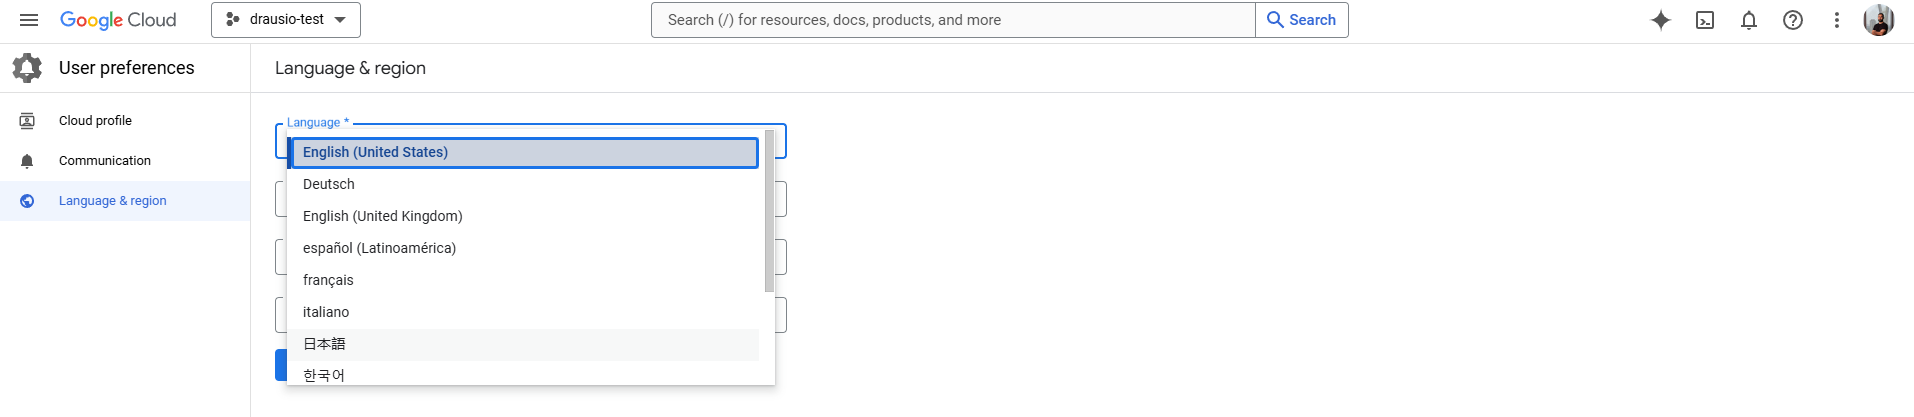 Google Cloud
drausio-test
Search (/) for resources, docs, products, and more
Search
User preferences
Cloud profile
Communication
Language & region
Language & region
Language *
English (United States)
Deutsch
English (United Kingdom)
español (Latinoamérica)
français
italiano
日本語
한국어